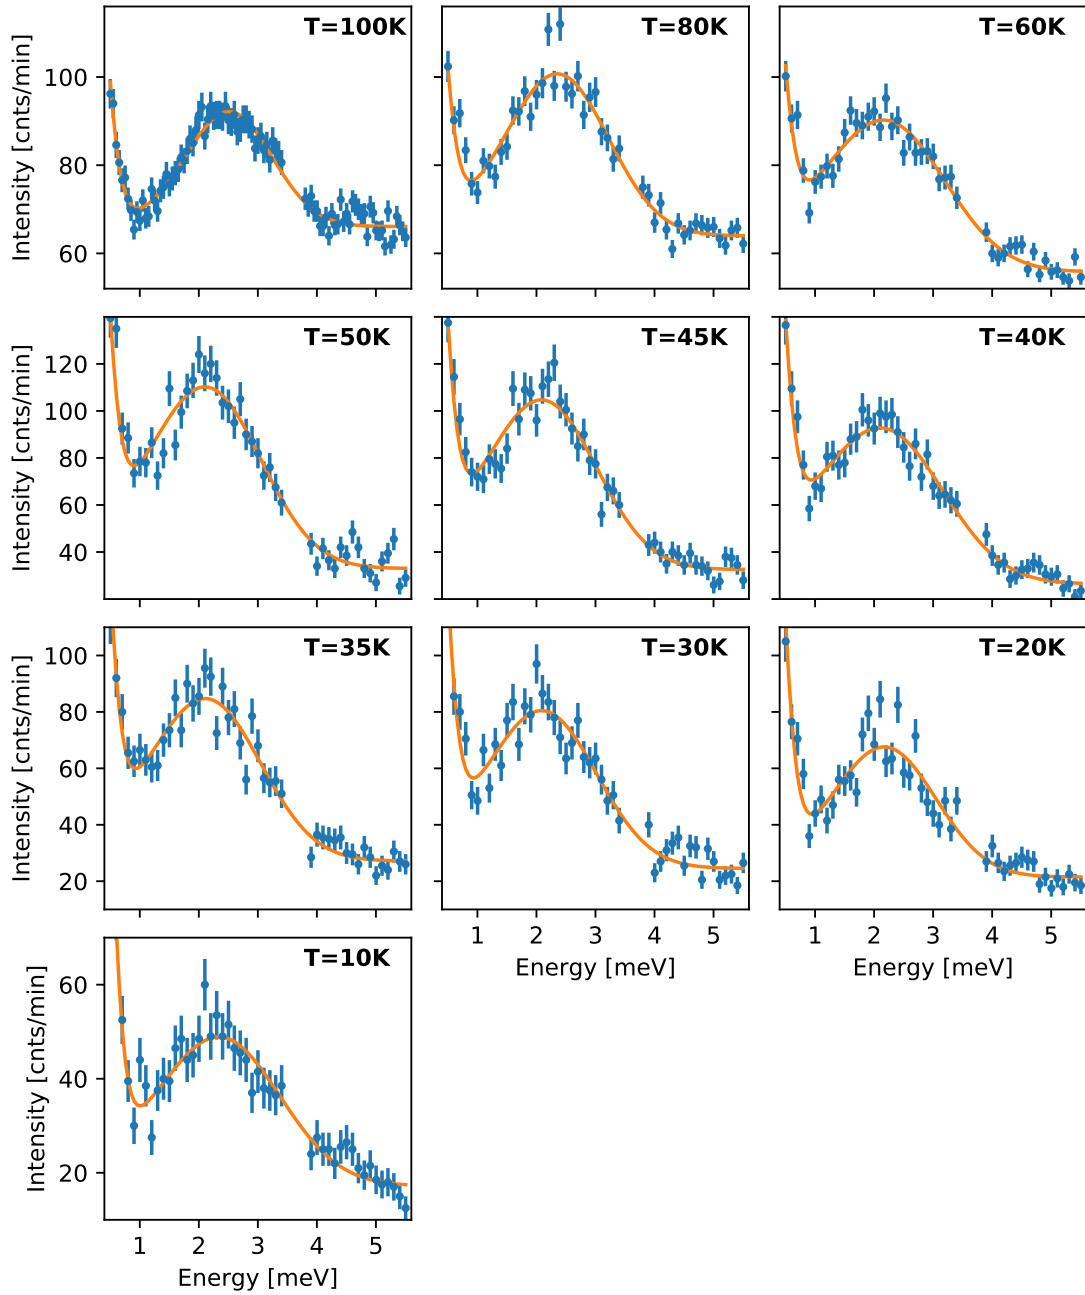 T=100K
T=80K
T=60K
Intensity [cnts/min]
100
80
60
T=50K
T=45K
T=40K
Intensity [cnts/min]
120
100
80
60
40
T=35K
T=30K
T=20K
Intensity [cnts/min]
100
80
60
40
20
1 2 3 4 5
1 2 3 4 5
Energy [meV]
Energy [meV]
T=10K
Intensity [cnts/min]
60
40
20
1 2 3 4 5
Energy [meV]